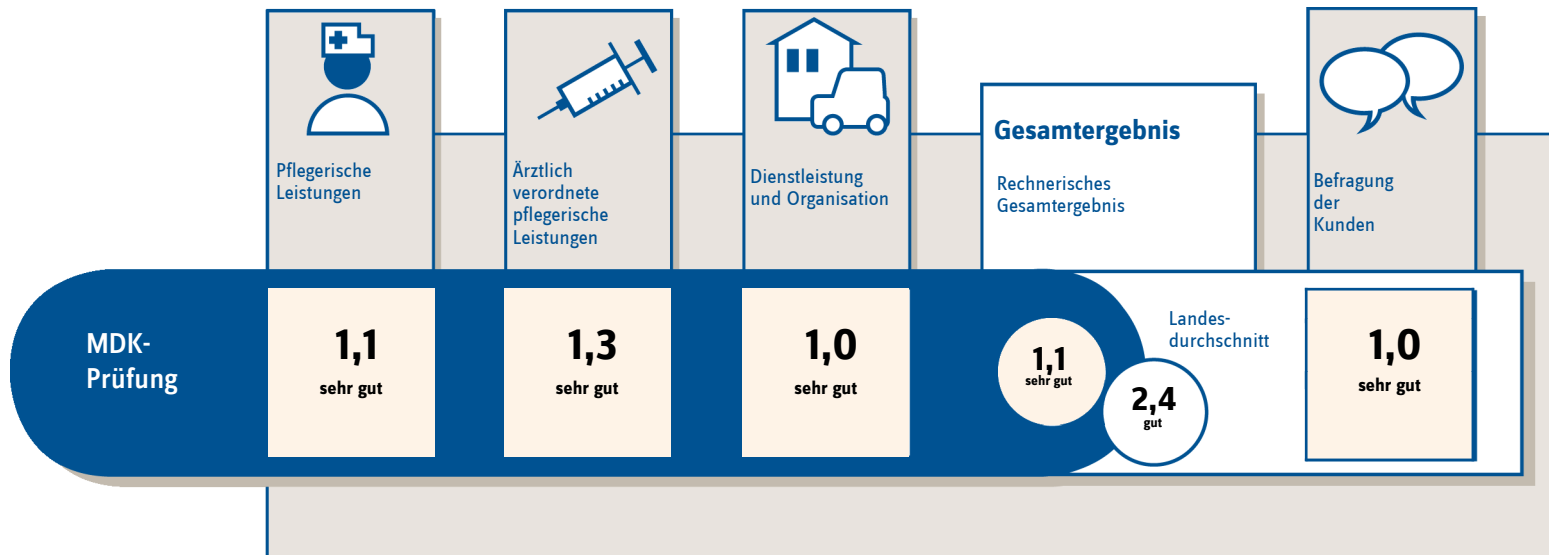 Pflegerische
Leistungen
Ärztlich
verordnete
pflegerische
Leistungen
Dienstleistung
und Organisation
Gesamtergebnis
Rechnerisches
Gesamtergebnis
Befragung
der
Kunden
MDK-
Prüfung
1,1
sehr gut
1,3
sehr gut
1,0
sehr gut
1,1
sehr gut
Landes-
durchschnitt
2,4
gut
1,0
sehr gut